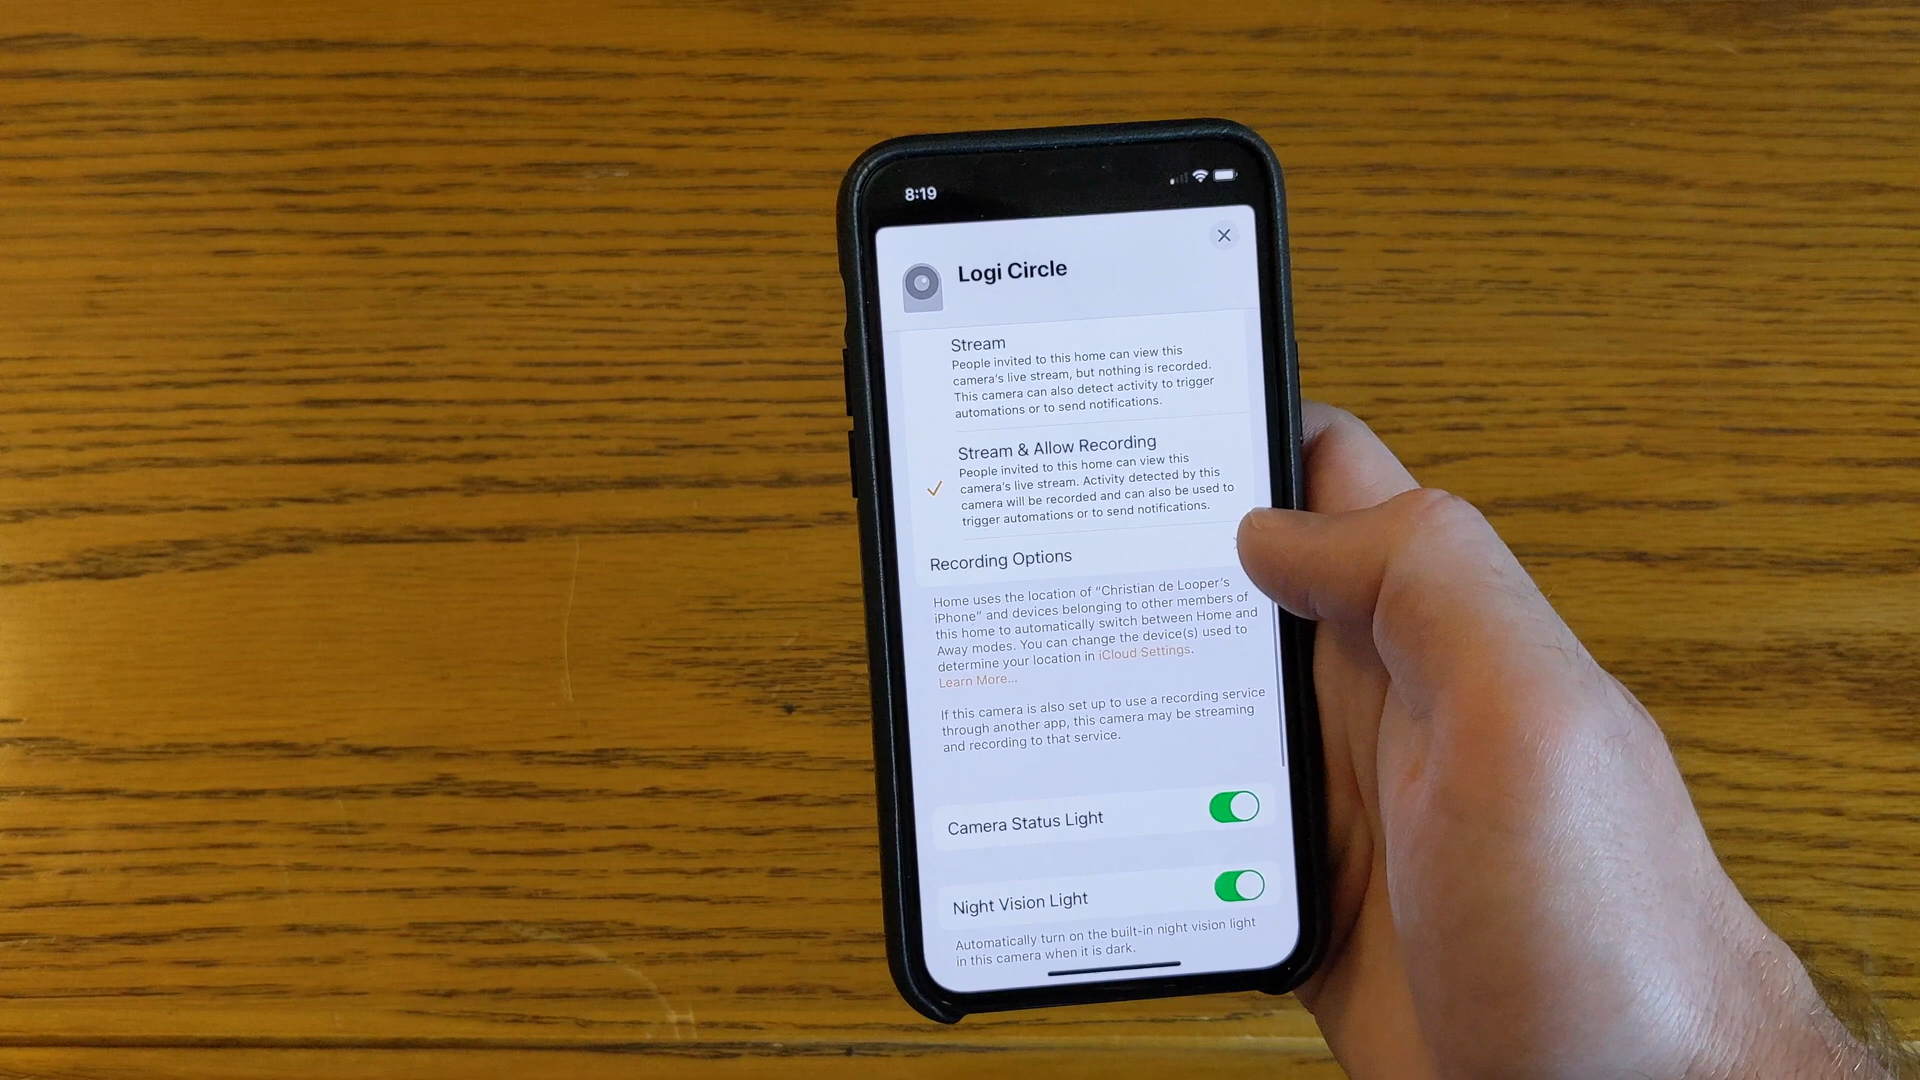 8:19
Logi Circle
Stream
People invited to this home can view this
camera's live stream, but nothing is recorded.
This camera can also detect activity to trigger
automations or to send notifications.
Stream & Allow Recording
People invited to this home can view this
camera's live stream. Activity detected by this
camera will be recorded and can also be used to
trigger automations or to send notifications.
Recording Options
Home uses the location of “Christian de Looper's
iPhone” and devices belonging to other members of
this home to automatically switch between Home and
Away modes. You can change the device(s) used to
determine your location in iCloud Settings.
Learn More...
If this camera is also set up to use a recording service
through another app, this camera may be streaming
and recording to that service.
Camera Status Light
Night Vision Light
Automatically turn on the built-in night vision light
in this camera when it is dark.